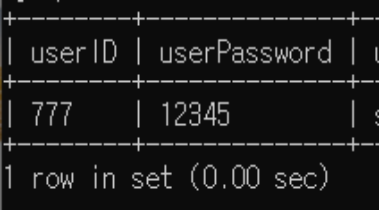 +--------+--------------+---
| userID | userPassword |
+--------+--------------+---
| 777    | 12345        | s
+--------+--------------+---
1 row in set (0.00 sec)